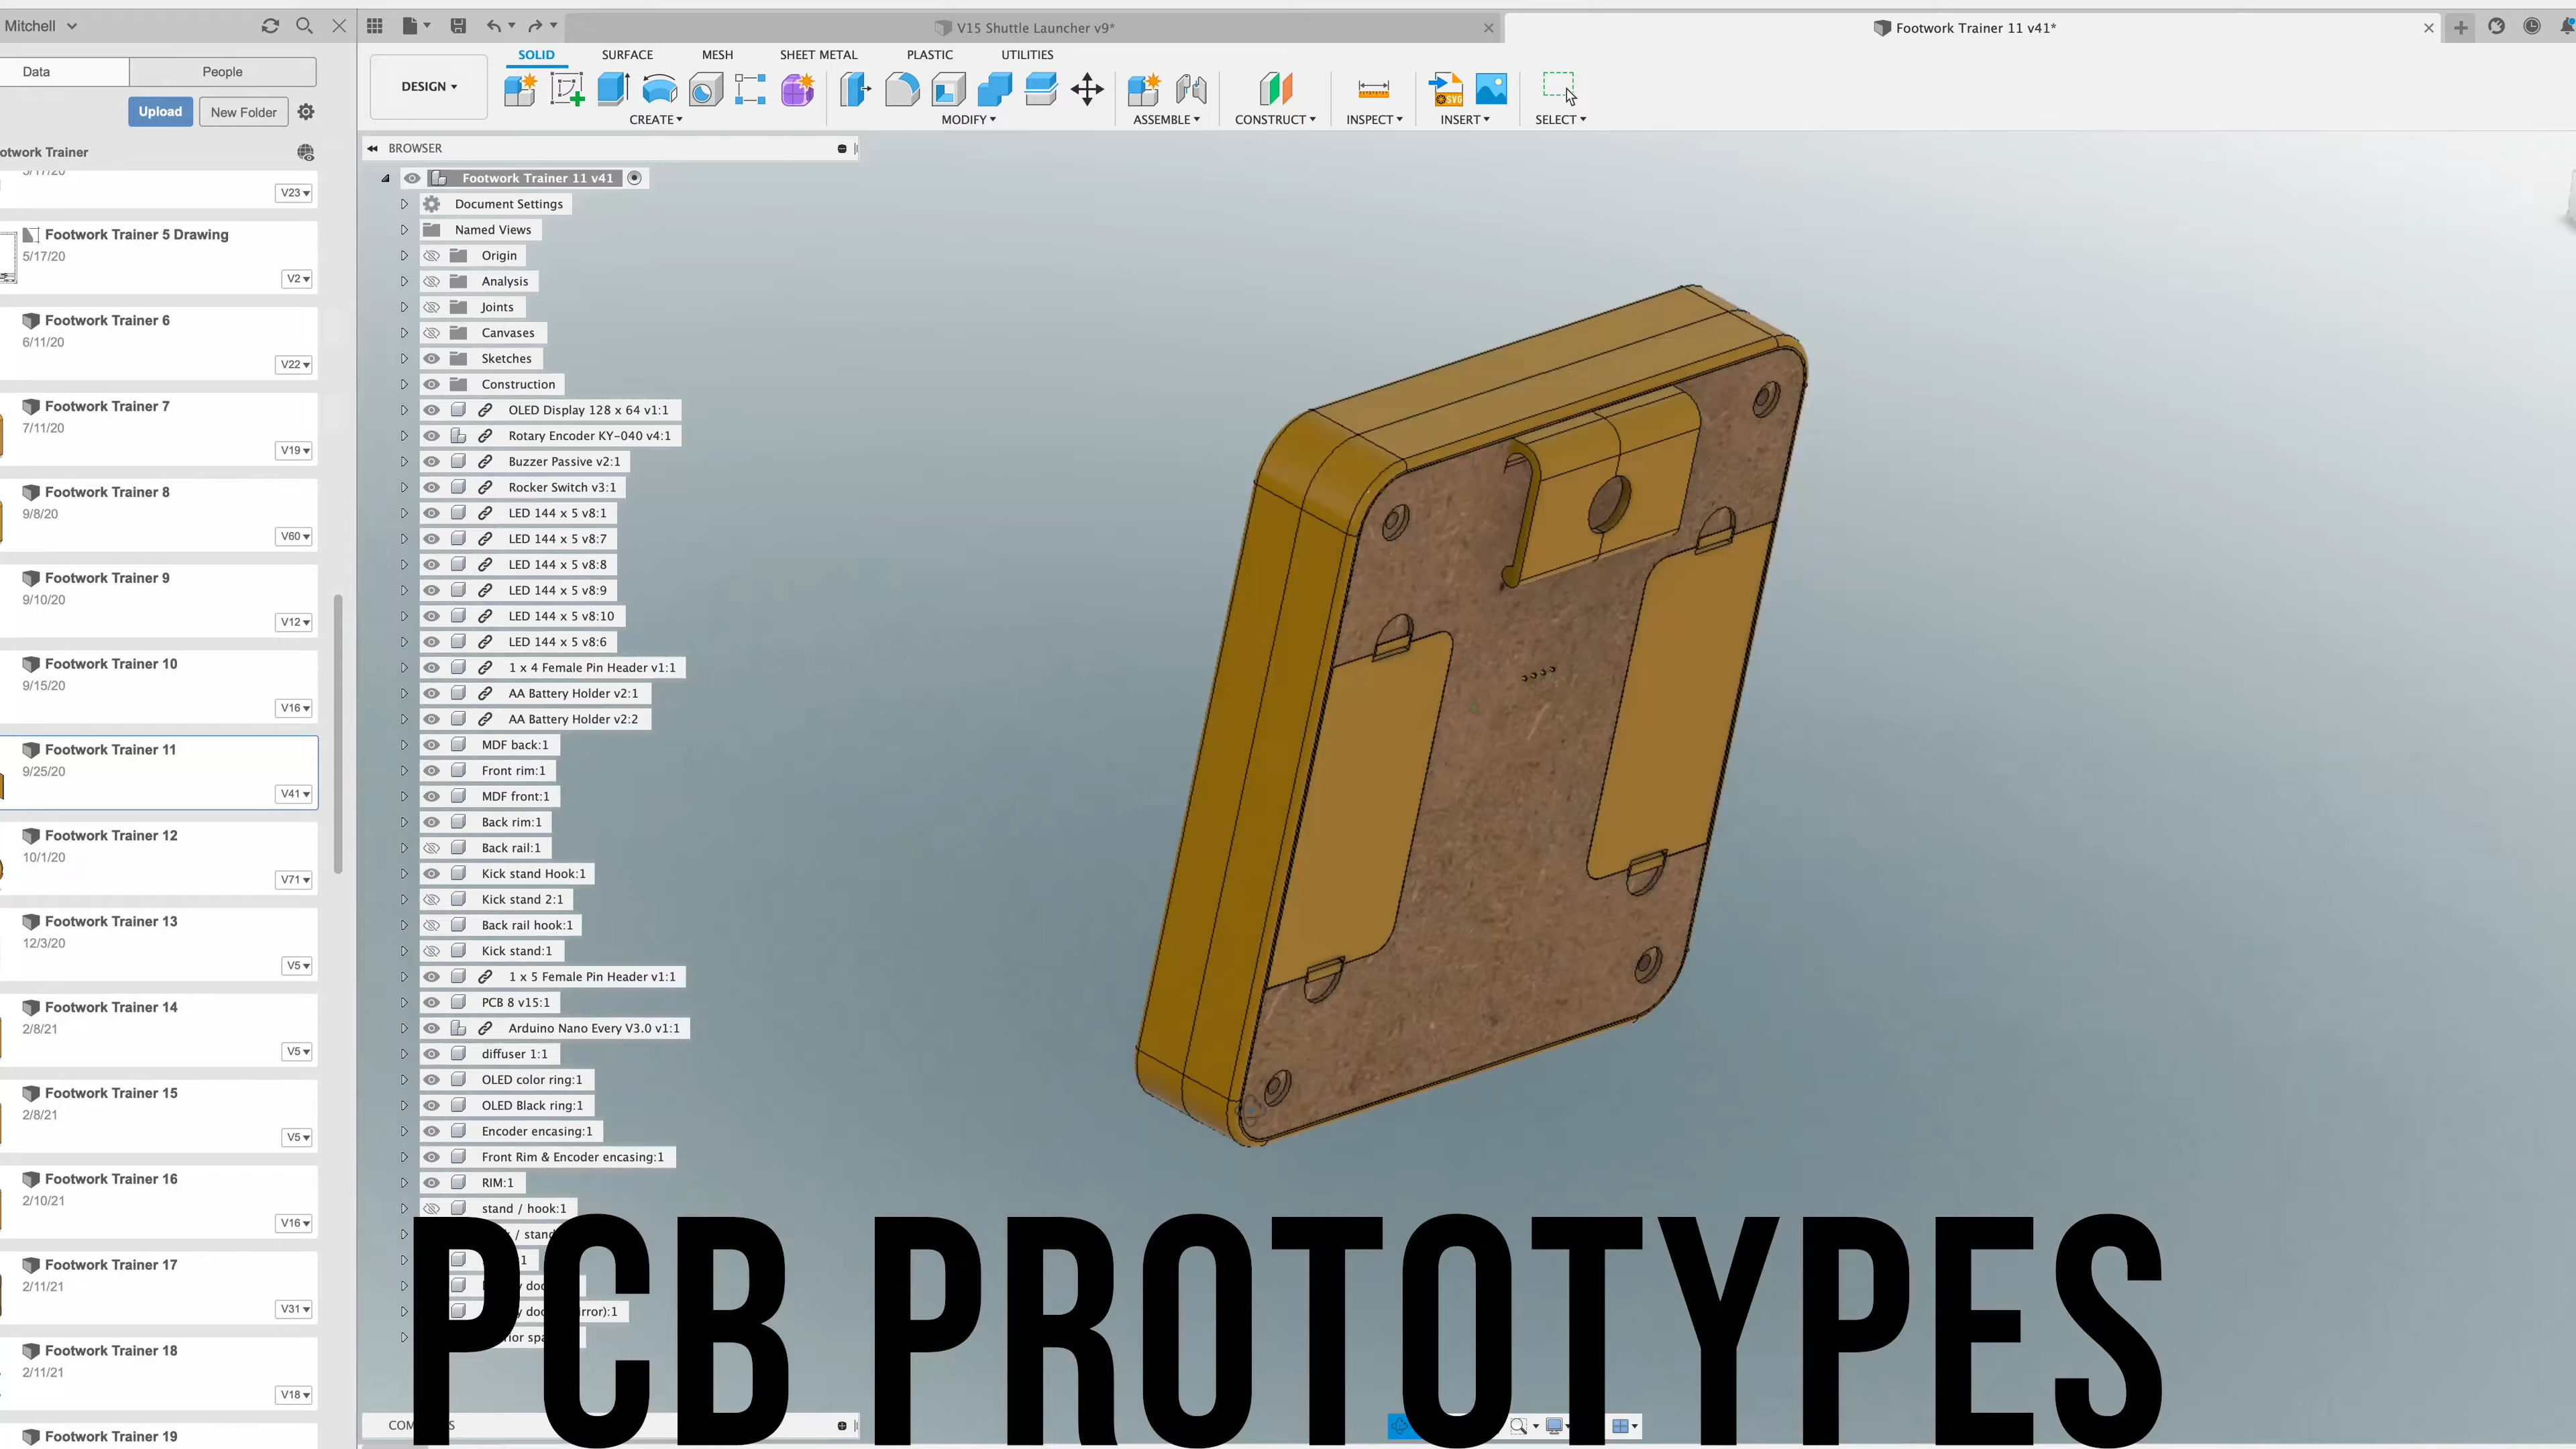 Mitchell
V15 Shuttle Launcher v9*
Footwork Trainer 11 v41*
Data
People
Upload
New Folder
DESIGN
SOLID
SURFACE
MESH
SHEET METAL
PLASTIC
UTILITIES
CREATE
MODIFY
ASSEMBLE
CONSTRUCT
INSPECT
INSERT
SELECT
SVG
otwork Trainer
5/17/20
V23
Footwork Trainer 5 Drawing
5/17/20
V2
Footwork Trainer 6
6/11/20
V22
Footwork Trainer 7
7/11/20
V19
Footwork Trainer 8
9/8/20
V60
Footwork Trainer 9
9/10/20
V12
Footwork Trainer 10
9/15/20
V16
Footwork Trainer 11
9/25/20
V41
Footwork Trainer 12
10/1/20
V71
Footwork Trainer 13
12/3/20
V5
Footwork Trainer 14
2/8/21
V5
Footwork Trainer 15
2/8/21
V5
Footwork Trainer 16
2/10/21
V16
Footwork Trainer 17
2/11/21
V31
Footwork Trainer 18
2/11/21
V18
Footwork Trainer 19
BROWSER
Footwork Trainer 11 v41
Document Settings
Named Views
Origin
Analysis
Joints
Canvases
Sketches
Construction
OLED Display 128 x 64 v1:1
Rotary Encoder KY-040 v4:1
Buzzer Passive v2:1
Rocker Switch v3:1
LED 144 x 5 v8:1
LED 144 x 5 v8:7
LED 144 x 5 v8:8
LED 144 x 5 v8:9
LED 144 x 5 v8:10
LED 144 x 5 v8:6
1 x 4 Female Pin Header v1:1
AA Battery Holder v2:1
AA Battery Holder v2:2
MDF back:1
Front rim:1
MDF front:1
Back rim:1
Back rail:1
Kick stand Hook:1
Kick stand 2:1
Back rail hook:1
Kick stand:1
1 x 5 Female Pin Header v1:1
PCB 8 v15:1
Arduino Nano Every V3.0 v1:1
diffuser 1:1
OLED color ring:1
OLED Black ring:1
Encoder encasing:1
Front Rim & Encoder encasing:1
RIM:1
stand / hook:1
/ stand
PCB PROTOTYPES